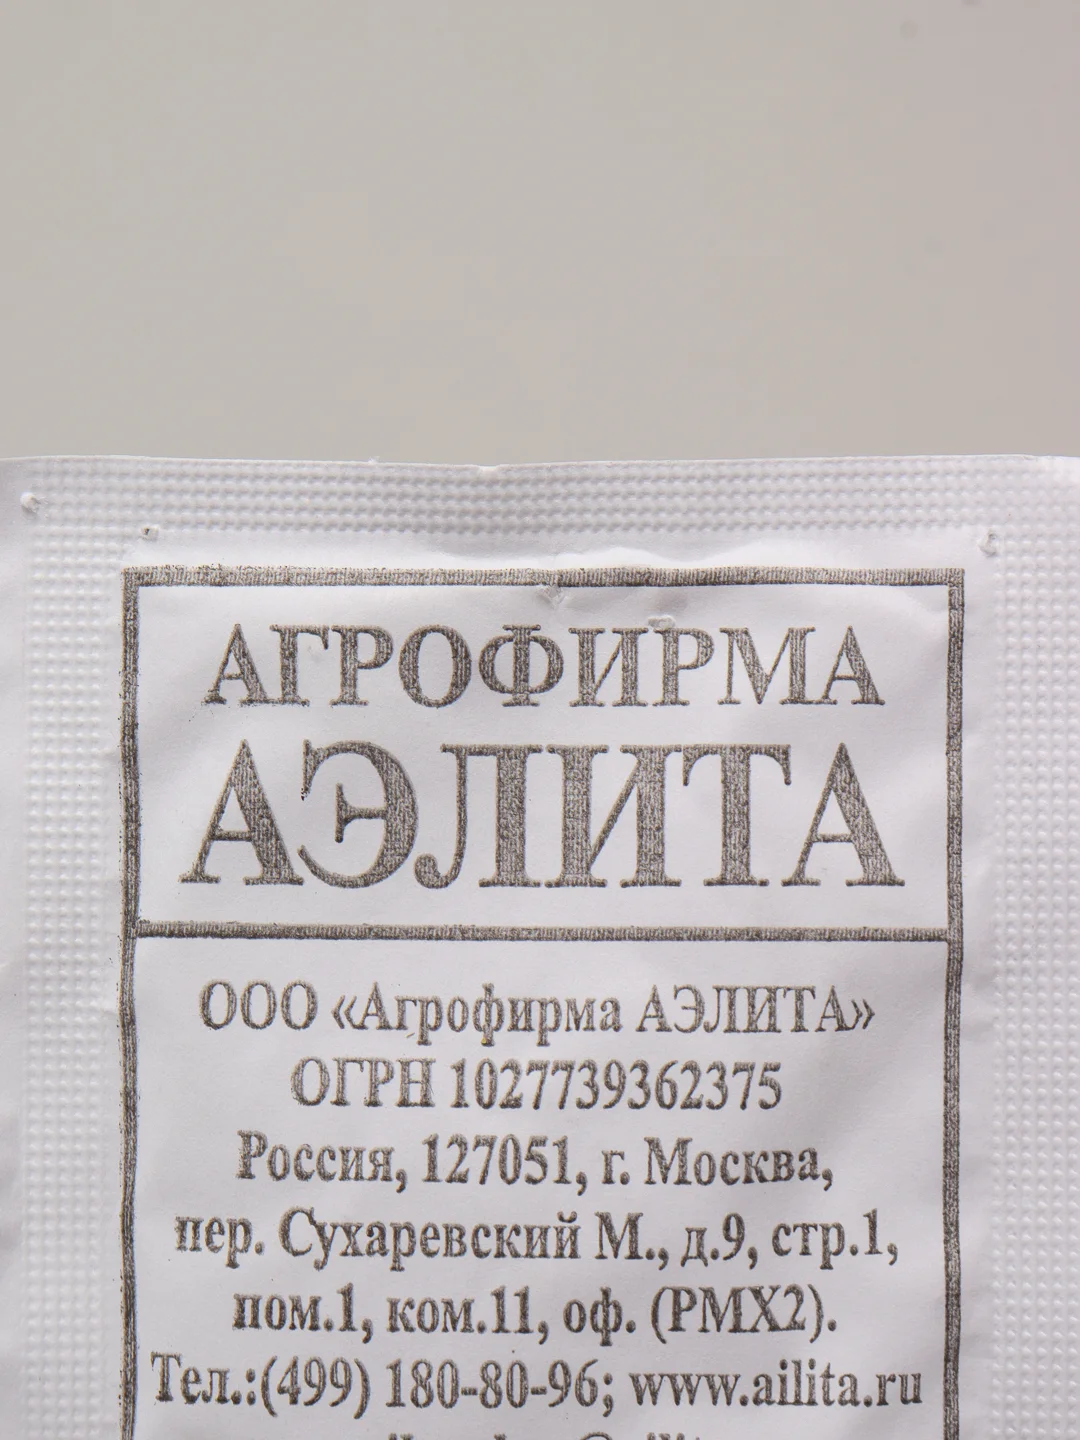 АГРОФИРМА
АЭЛИТА
ООО «Агрофирма АЭЛИТА»
ОГРН 1027739362375
Россия, 127051, г. Москва,
пер. Сухаревский М., д.9, стр.1,
пом.1, ком.11, оф. (РМХ2).
Тел.:(499) 180-80-96; www.ailita.ru